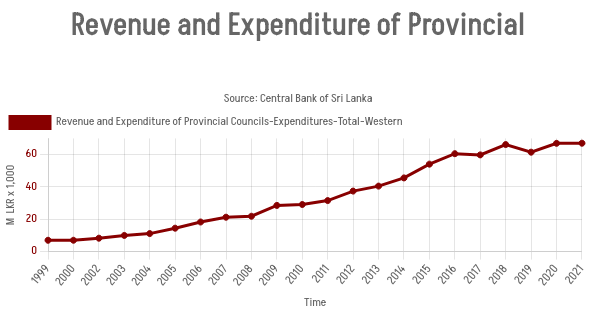 Revenue and Expenditure of Provincial
Source: Central Bank of Sri Lanka
Revenue and Expenditure of Provincial Councils-Expenditures-Total-Western
M LKR x 1,000
60
40
20
0
1999 2000 2002 2003 2004 2005 2006 2007 2008 2009 2010 2011 2012 2013 2014 2015 2016 2017 2018 2019 2020 2021
Time